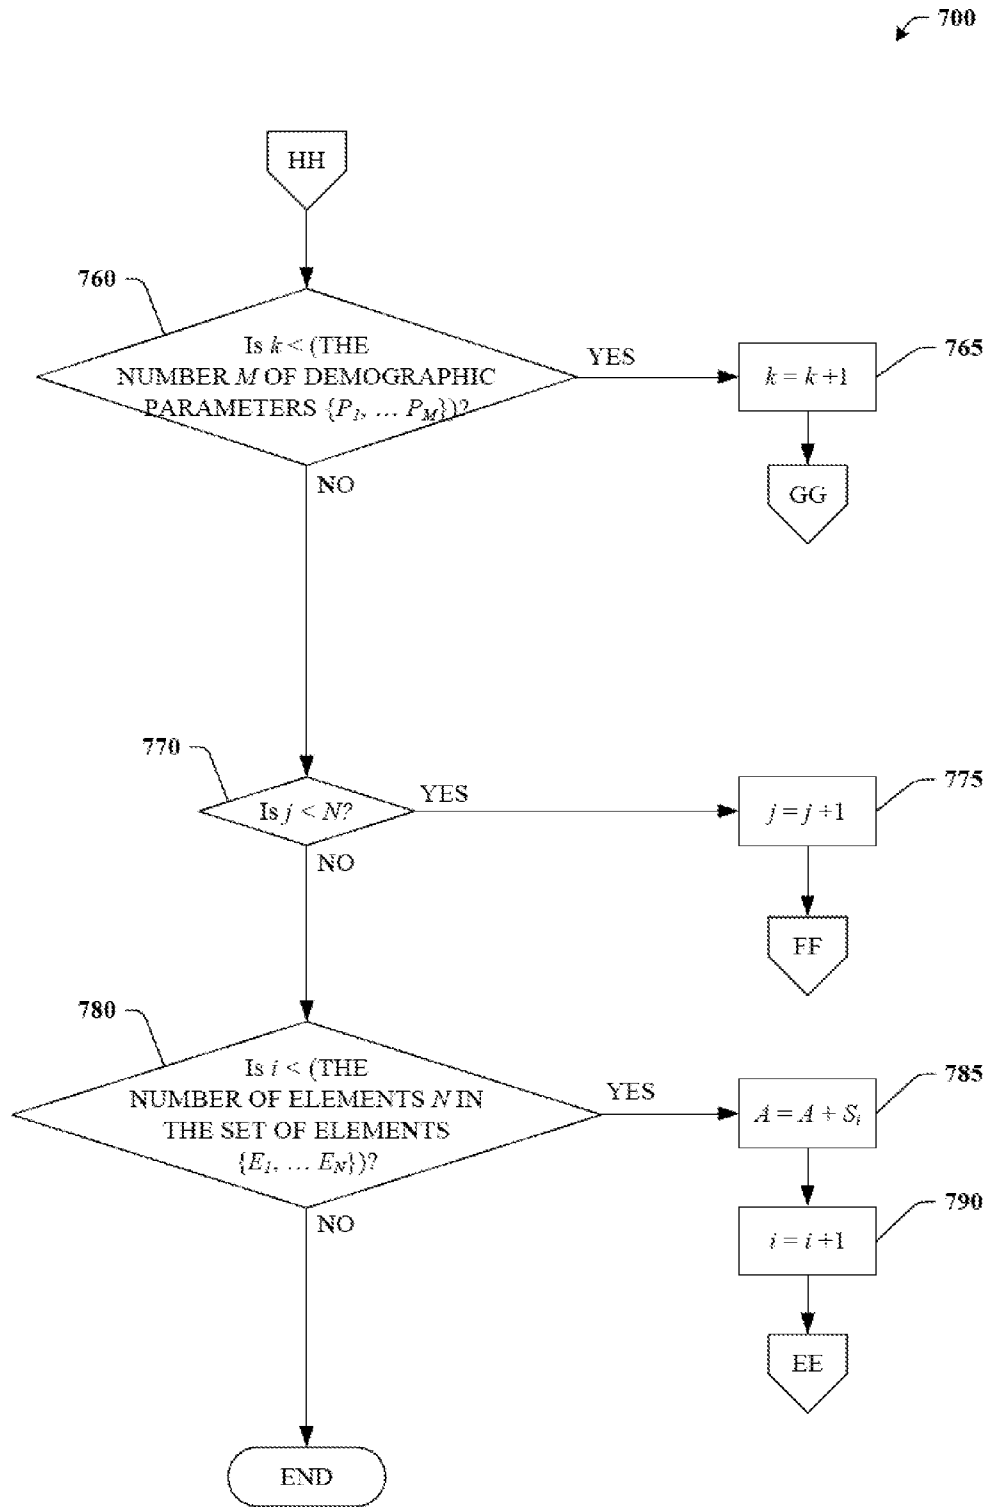 700
HH
760
Is k < (THE
NUMBER M OF DEMOGRAPHIC
PARAMETERS {P1, … PM})?
YES
765
k = k+1
GG
NO
770
Is j < N?
YES
775
j = j+1
FF
NO
780
Is i < (THE
NUMBER OF ELEMENTS N IN
THE SET OF ELEMENTS
{E1, … EN})?
YES
785
A = A + Si
790
i = i+1
EE
NO
END